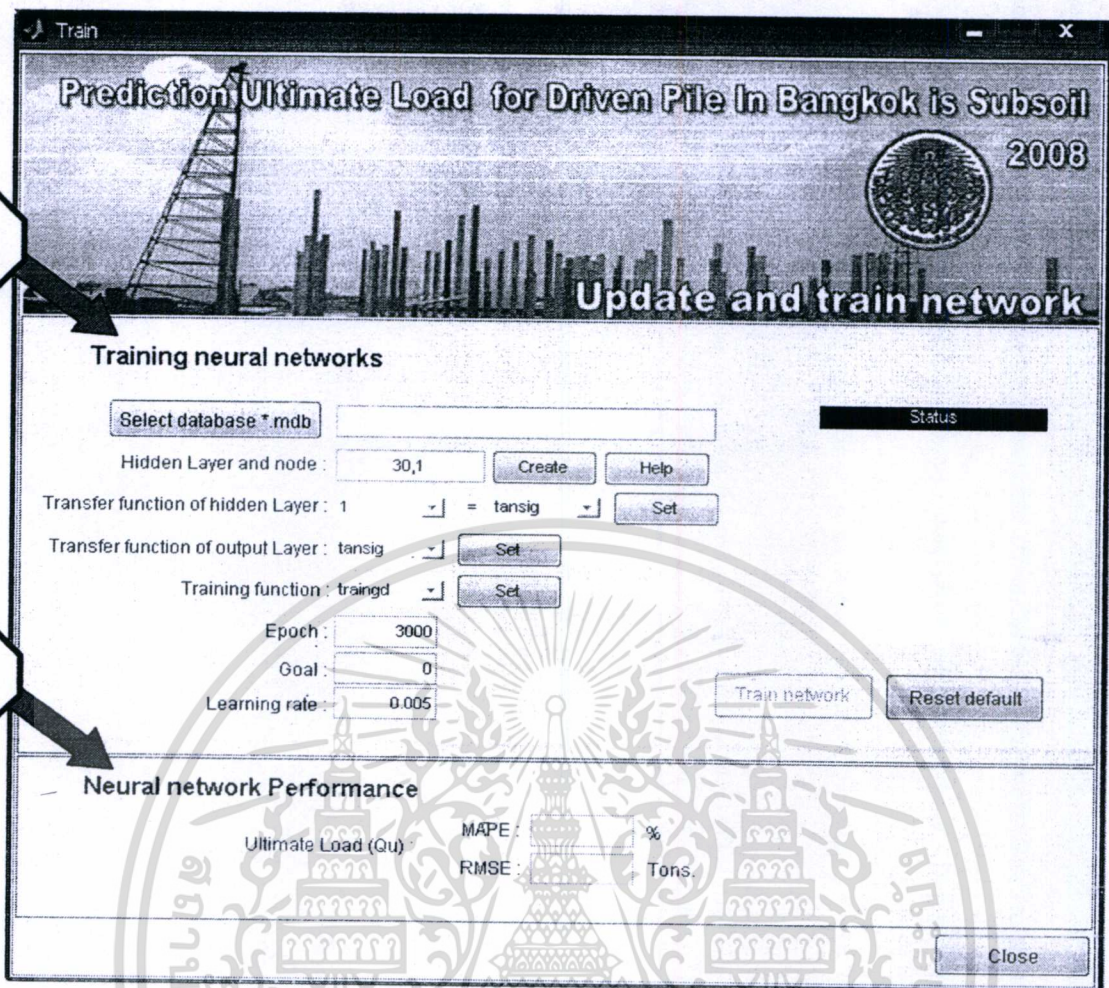 Train
Prediction Ultimate Load for Driven Pile In Bangkok is Subsoil
2008
Update and train network
Training neural networks
Select database *.mdb
Status
Hidden Layer and node : 30,1 Create Help
Transfer function of hidden Layer : 1 = tansig Set
Transfer function of output Layer : tansig Set
Training function : traingd Set
Epoch : 3000
Goal : 0
Learning rate : 0.005
Train network Reset default
Neural network Performance
Ultimate Load (Qu) :
MAPE : %
RMSE : Tons.
Close